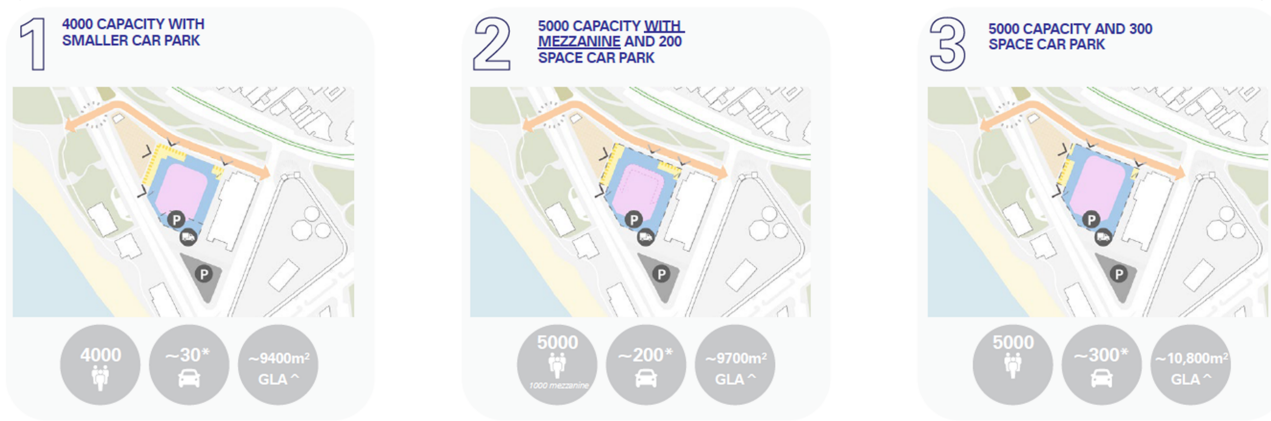 1
4000 CAPACITY WITH
SMALLER CAR PARK
P
P
4000
~30*
~9400m²
GLA^
2
5000 CAPACITY WITH
MEZZANINE AND 200
SPACE CAR PARK
P
P
5000
1000 mezzanine
~200*
~9700m²
GLA^
3
5000 CAPACITY AND 300
SPACE CAR PARK
P
P
5000
~300*
~10,800m²
GLA^